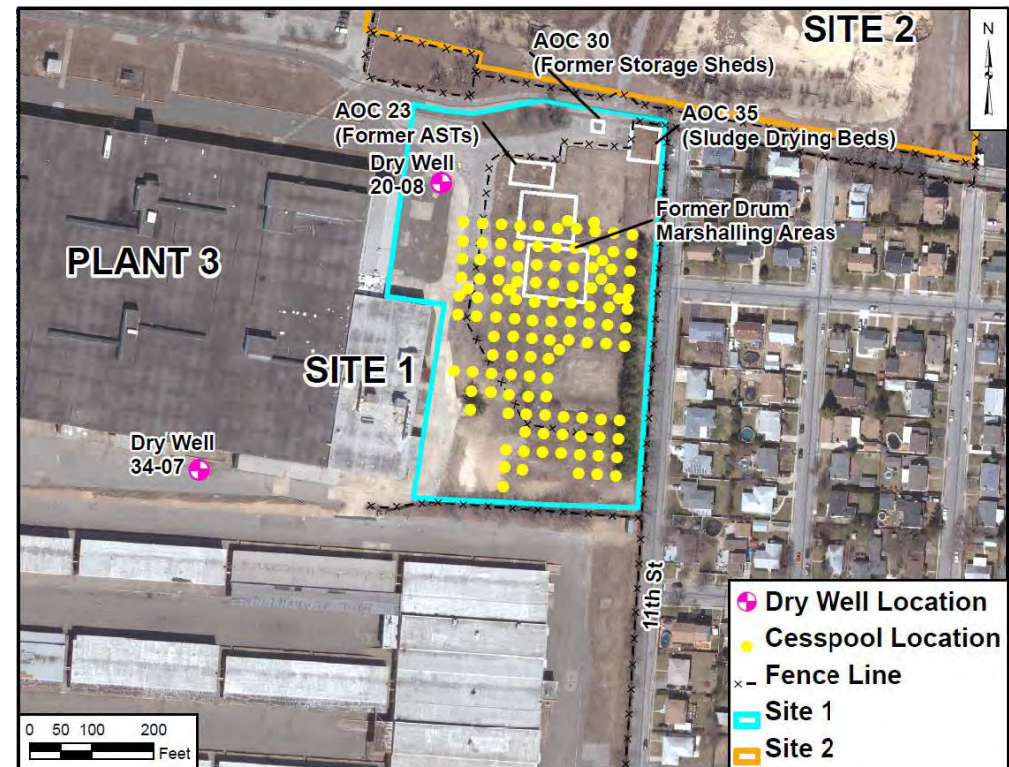 SITE 2
N
AOC 30
(Former Storage Sheds)
AOC 23
(Former ASTs)
AOC 35
(Sludge Drying Beds)
Dry Well
20-08
Former Drum
Marshalling Areas
PLANT 3
SITE 1
Dry Well
34-07
11th St
Dry Well Location
Cesspool Location
Fence Line
Site 1
Site 2
0 50 100 200
Feet